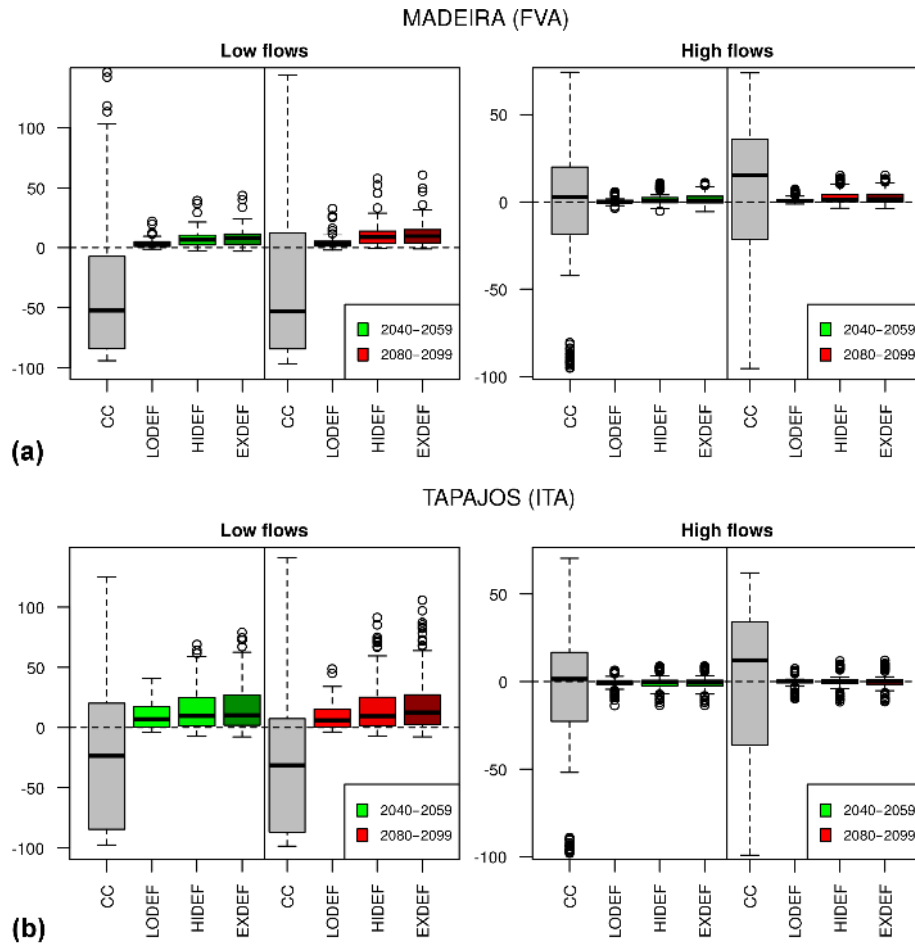 MADEIRA (FVA)
Low flows
High flows
100
50
0
-50
-100
50
0
-50
-100
2040-2059
2080-2099
2040-2059
2080-2099
CC
LODEF
HIDEF
EXDEF
CC
LODEF
HIDEF
EXDEF
CC
LODEF
HIDEF
EXDEF
CC
LODEF
HIDEF
EXDEF
(a)
TAPAJOS (ITA)
Low flows
High flows
100
50
0
-50
-100
50
0
-50
-100
2040-2059
2080-2099
2040-2059
2080-2099
CC
LODEF
HIDEF
EXDEF
CC
LODEF
HIDEF
EXDEF
CC
LODEF
HIDEF
EXDEF
CC
LODEF
HIDEF
EXDEF
(b)